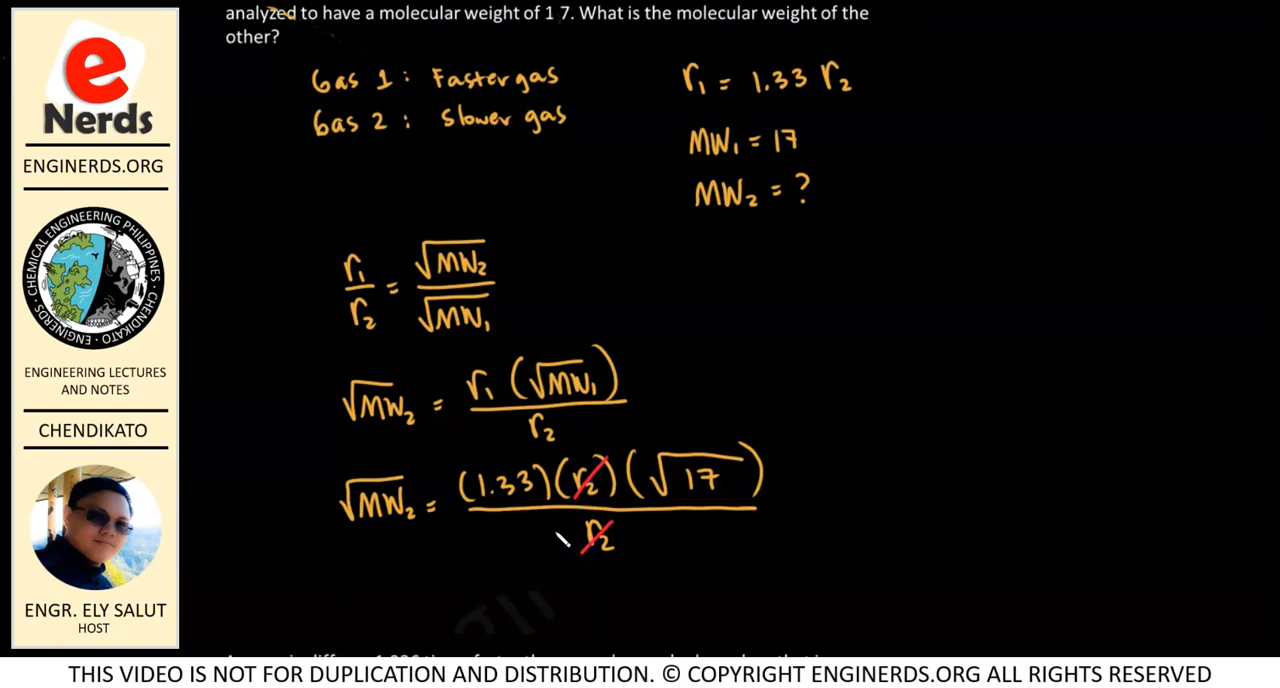 analyzed to have a molecular weight of 1 7. What is the molecular weight of the
other?
e
Nerds
ENGINERDS.ORG
CHEMICAL ENGINEERING PHILIPPINES
ENGINERDS • CHENDIKATO
ENGINEERING LECTURES
AND NOTES
CHENDIKATO
ENGR. ELY SALUT
HOST
Gas 1 : Faster gas
Gas 2 : Slower gas
r₁ = 1.33 r₂
MW₁ = 17
MW₂ = ?
r₁/r₂ = √MW₂/√MW₁
√MW₂ = r₁ (√MW₁)/r₂
√MW₂ = (1.33)(r₂)(√17)/r₂
THIS VIDEO IS NOT FOR DUPLICATION AND DISTRIBUTION. © COPYRIGHT ENGINERDS.ORG ALL RIGHTS RESERVED